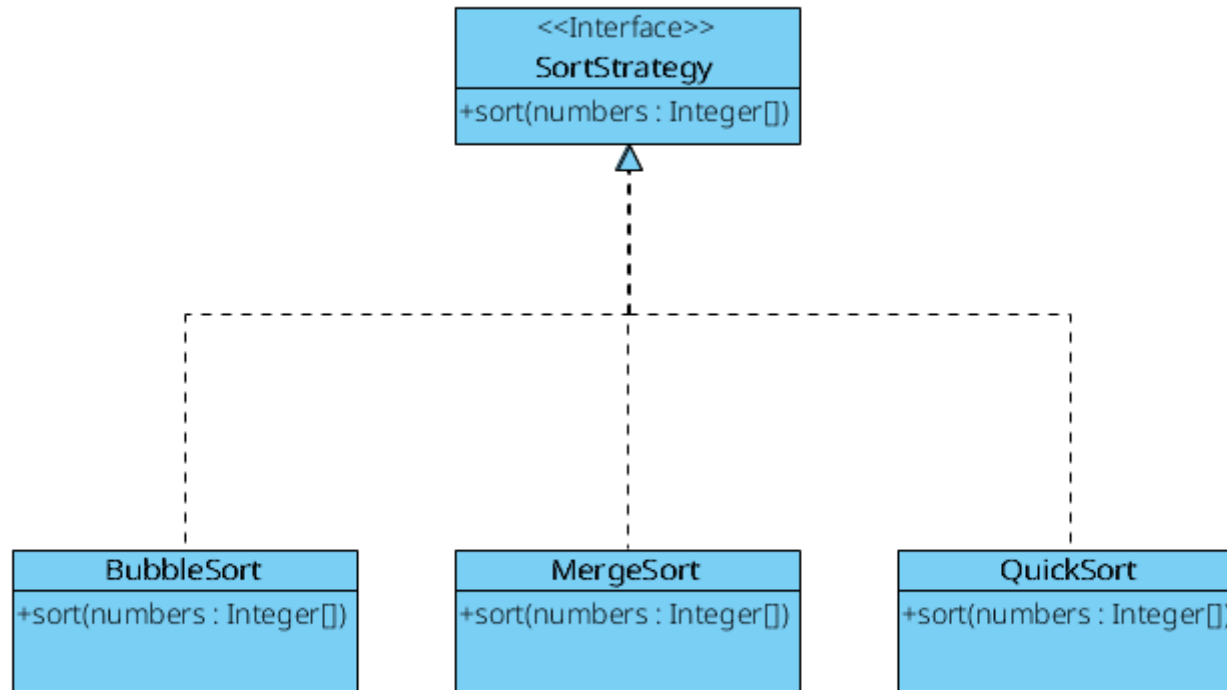 <<Interface>>
SortStrategy
+sort(numbers : Integer[])
BubbleSort
+sort(numbers : Integer[])
MergeSort
+sort(numbers : Integer[])
QuickSort
+sort(numbers : Integer[])